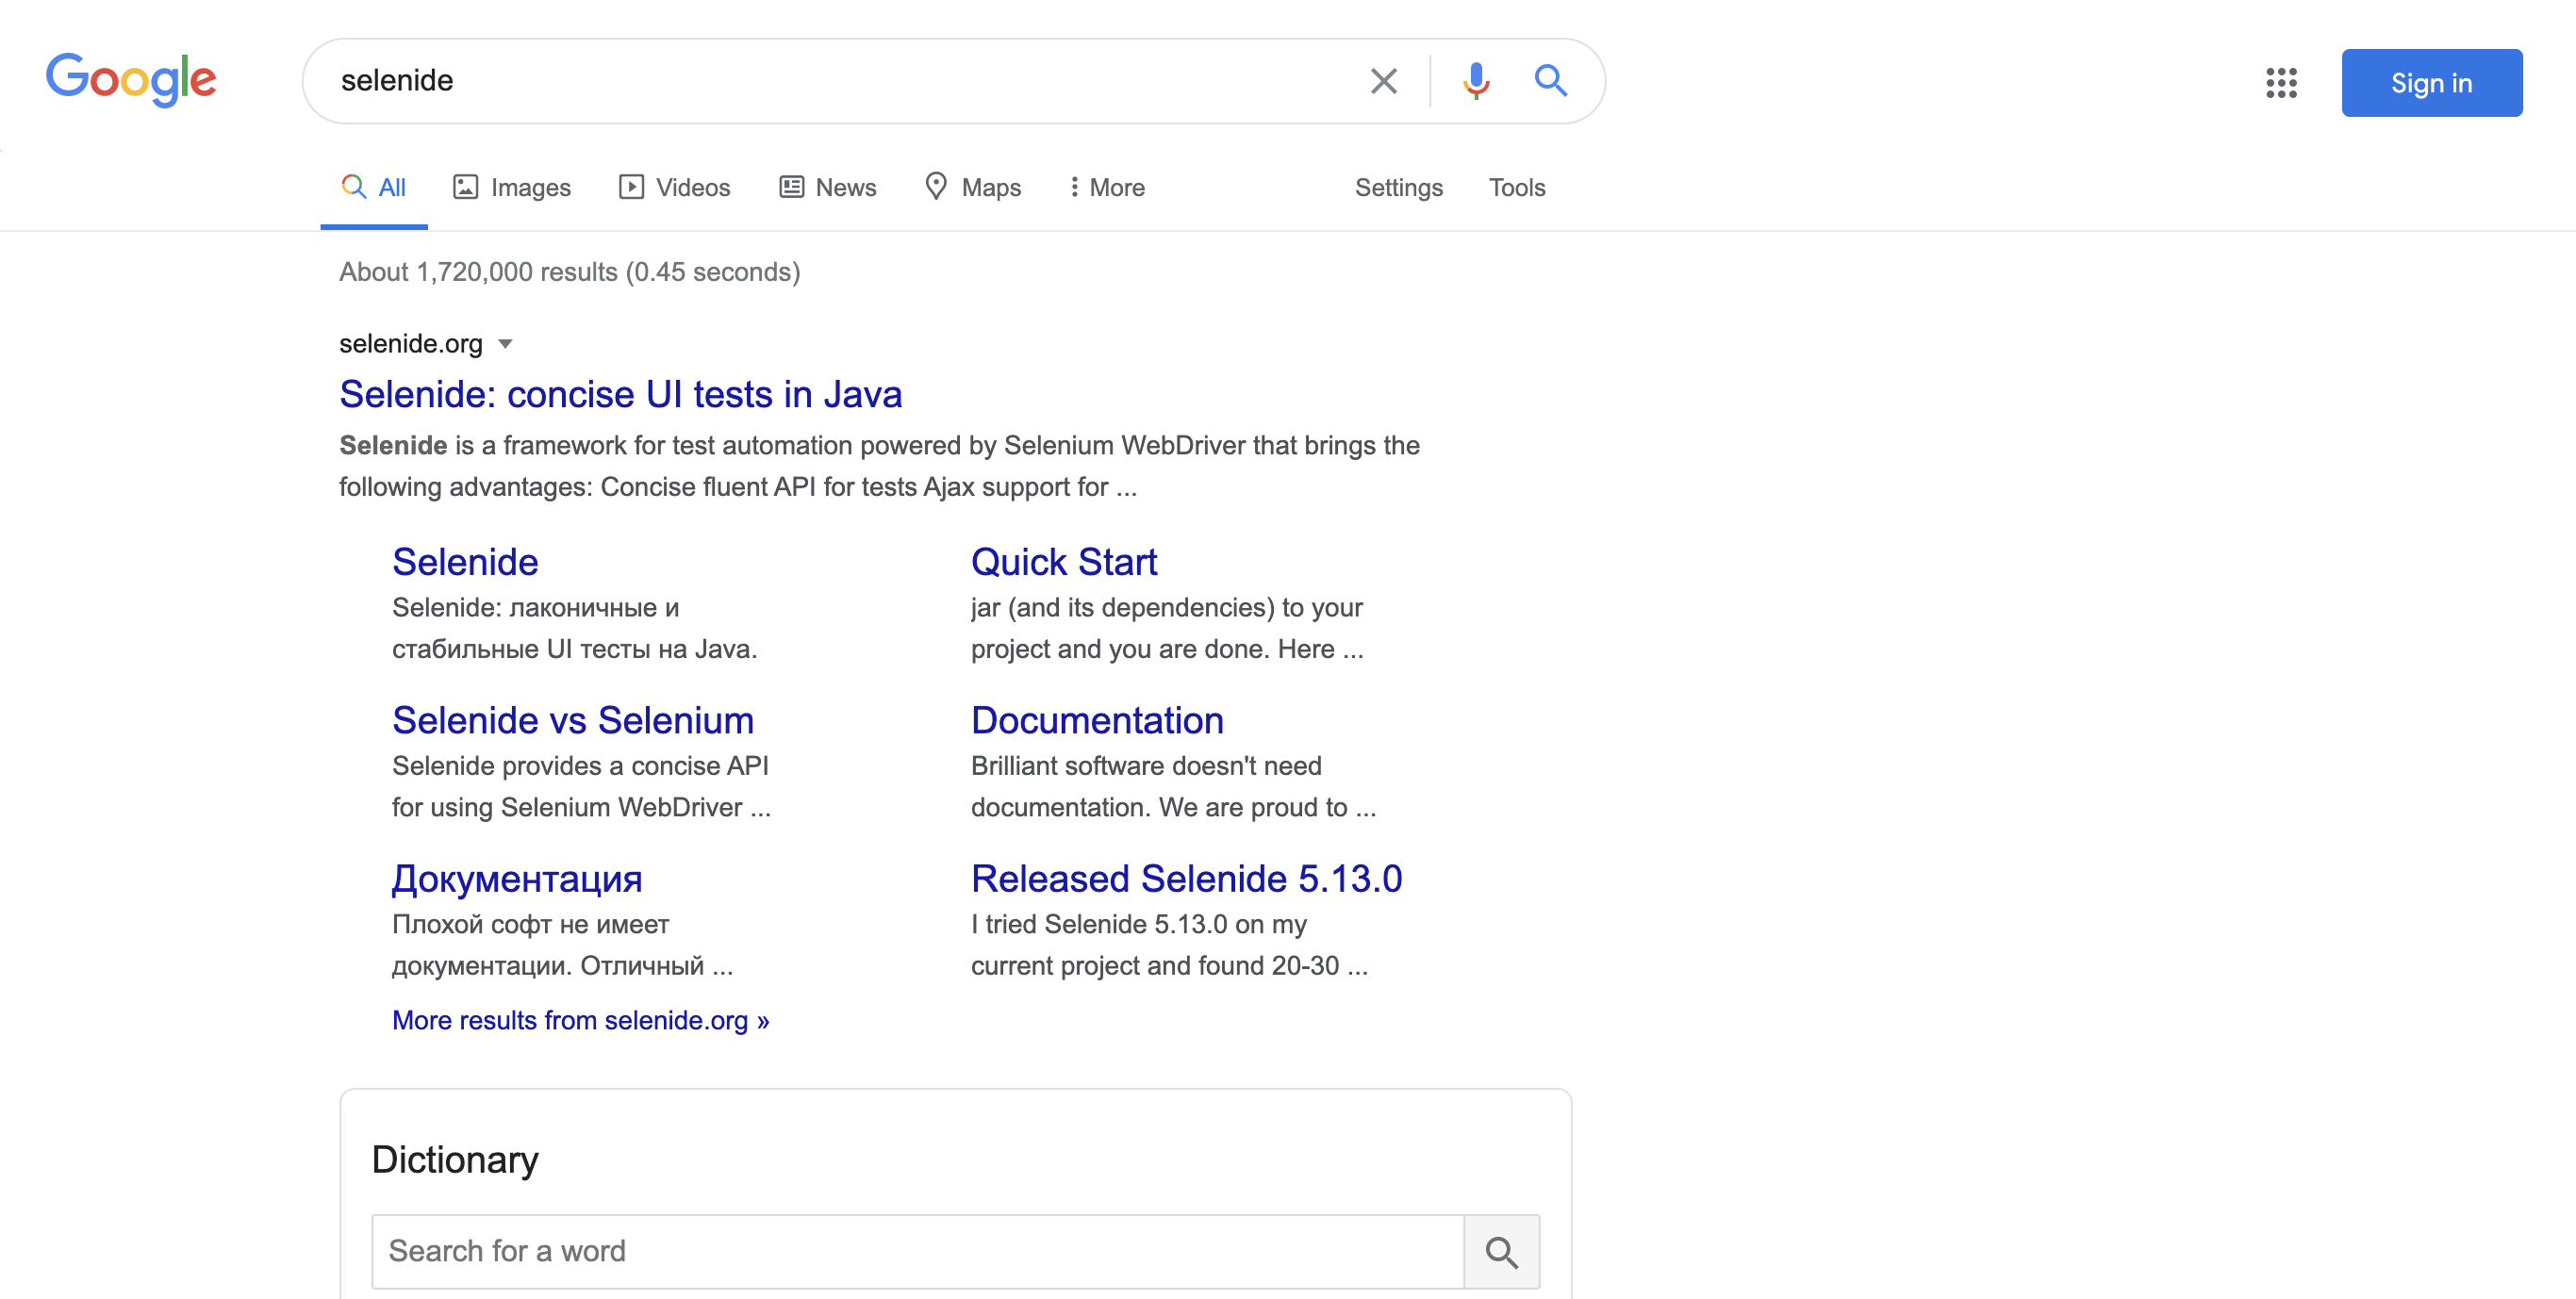 Google
selenide
Sign in
All Images Videos News Maps More Settings Tools
About 1,720,000 results (0.45 seconds)
selenide.org
Selenide: concise UI tests in Java
Selenide is a framework for test automation powered by Selenium WebDriver that brings the
following advantages: Concise fluent API for tests Ajax support for ...
Selenide
Selenide: лаконичные и
стабильные UI тесты на Java.
Quick Start
jar (and its dependencies) to your
project and you are done. Here ...
Selenide vs Selenium
Selenide provides a concise API
for using Selenium WebDriver ...
Documentation
Brilliant software doesn't need
documentation. We are proud to ...
Документация
Плохой софт не имеет
документации. Отличный ...
Released Selenide 5.13.0
I tried Selenide 5.13.0 on my
current project and found 20-30 ...
More results from selenide.org »
Dictionary
Search for a word